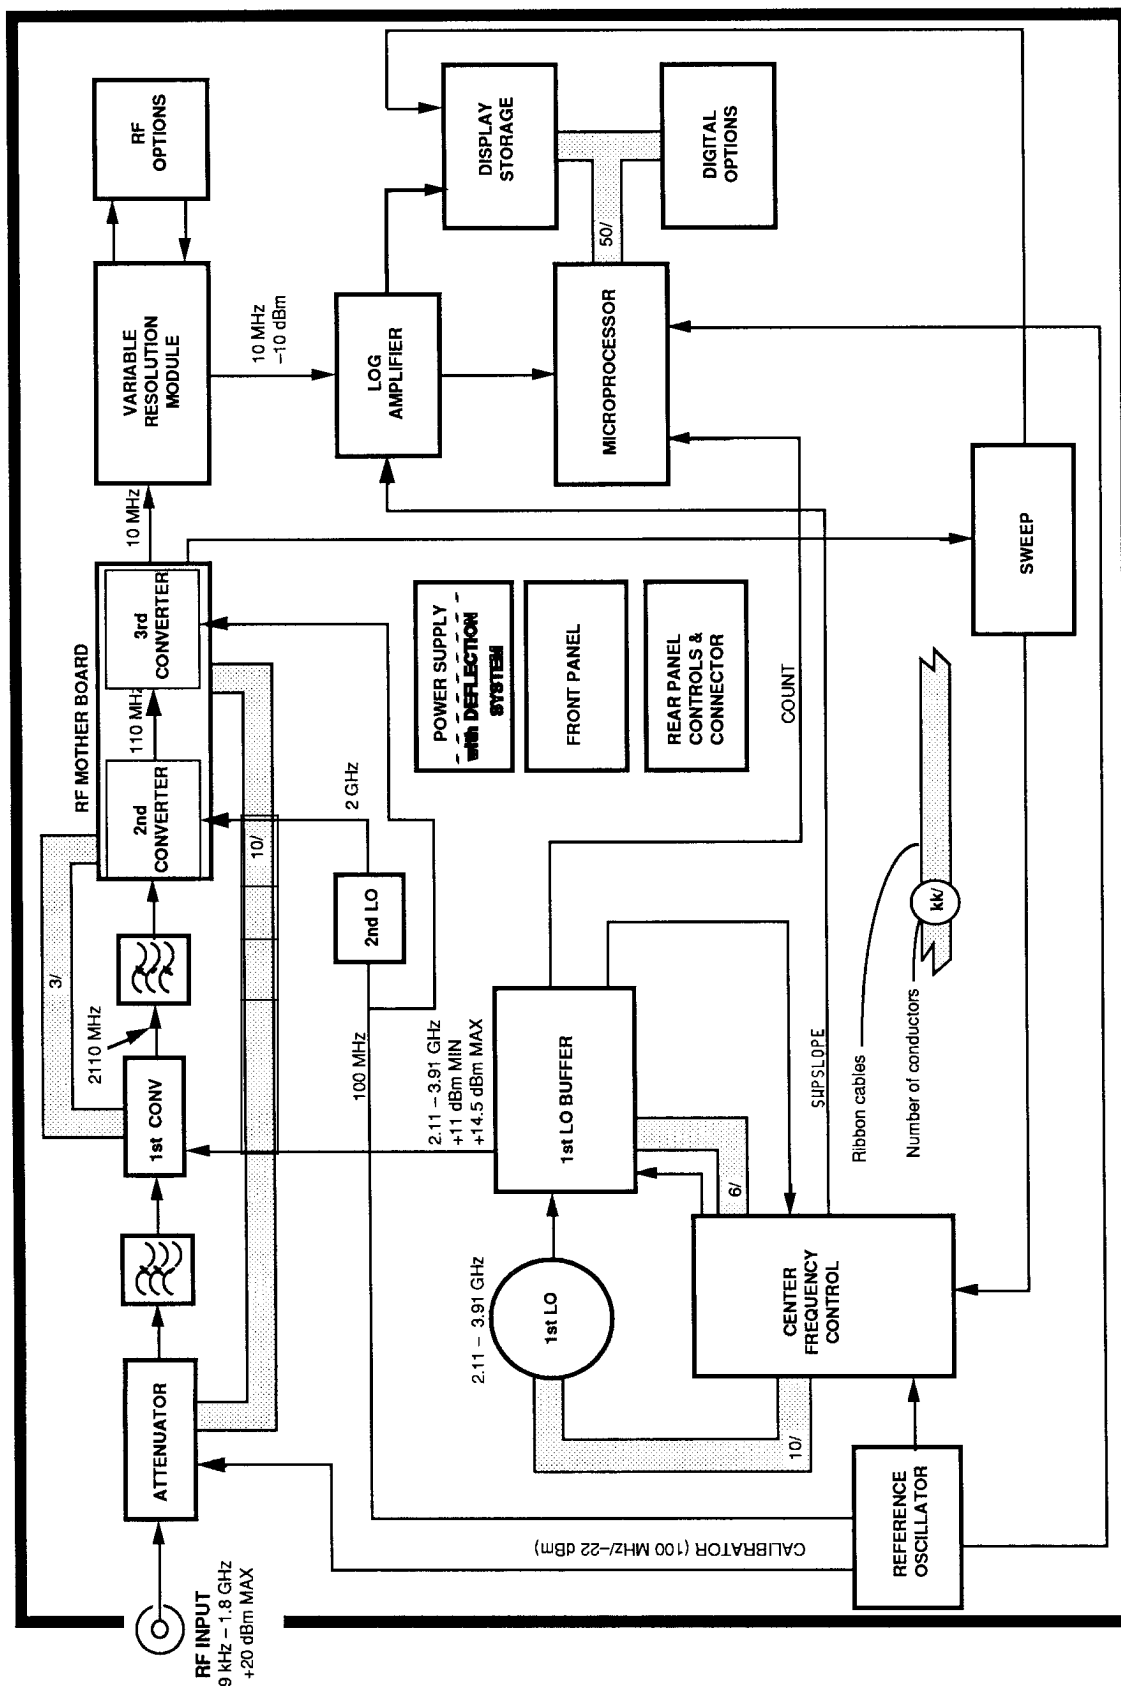 RF INPUT
9 kHz – 1.8 GHz
+20 dBm MAX
ATTENUATOR
1st CONV
2110 MHz
3/
RF MOTHER BOARD
2nd
CONVERTER
110 MHz
3rd
CONVERTER
10 MHz
VARIABLE
RESOLUTION
MODULE
RF
OPTIONS
10/
10 MHz
–10 dBm
CALIBRATOR (100 MHz/–22 dBm)
100 MHz
2nd LO
2 GHz
LOG
AMPLIFIER
DISPLAY
STORAGE
2.11 – 3.91 GHz
+11 dBm MIN
+14.5 dBm MAX
POWER SUPPLY
with DEFLECTION
SYSTEM
2.11 – 3.91 GHz
1st LO
1st LO BUFFER
FRONT PANEL
MICROPROCESSOR
50/
DIGITAL
OPTIONS
REAR PANEL
CONTROLS &
CONNECTOR
10/
6/
CENTER
FREQUENCY
CONTROL
COUNT
SWPSLOPE
REFERENCE
OSCILLATOR
Ribbon cables
Number of conductors
kk/
SWEEP